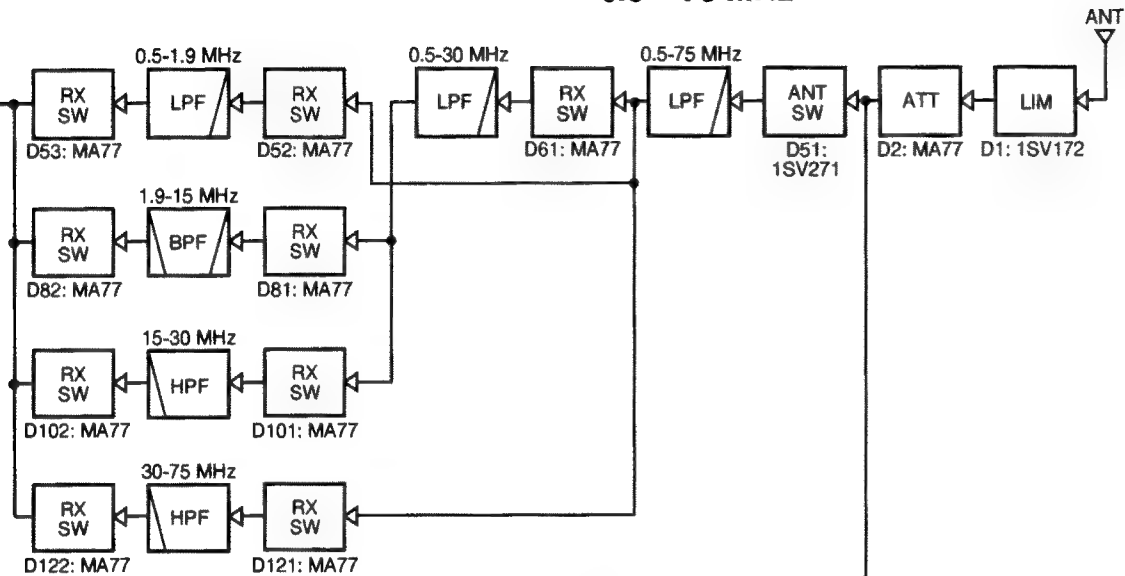 ANT
0.5-1.9 MHz
0.5-30 MHz
0.5-75 MHz
RX
SW
LPF
RX
SW
LPF
RX
SW
LPF
ANT
SW
ATT
LIM
D53: MA77
D52: MA77
D61: MA77
D51:
1SV271
D2: MA77
D1: 1SV172
1.9-15 MHz
RX
SW
BPF
RX
SW
D82: MA77
D81: MA77
15-30 MHz
RX
SW
HPF
RX
SW
D102: MA77
D101: MA77
30-75 MHz
RX
SW
HPF
RX
SW
D122: MA77
D121: MA77